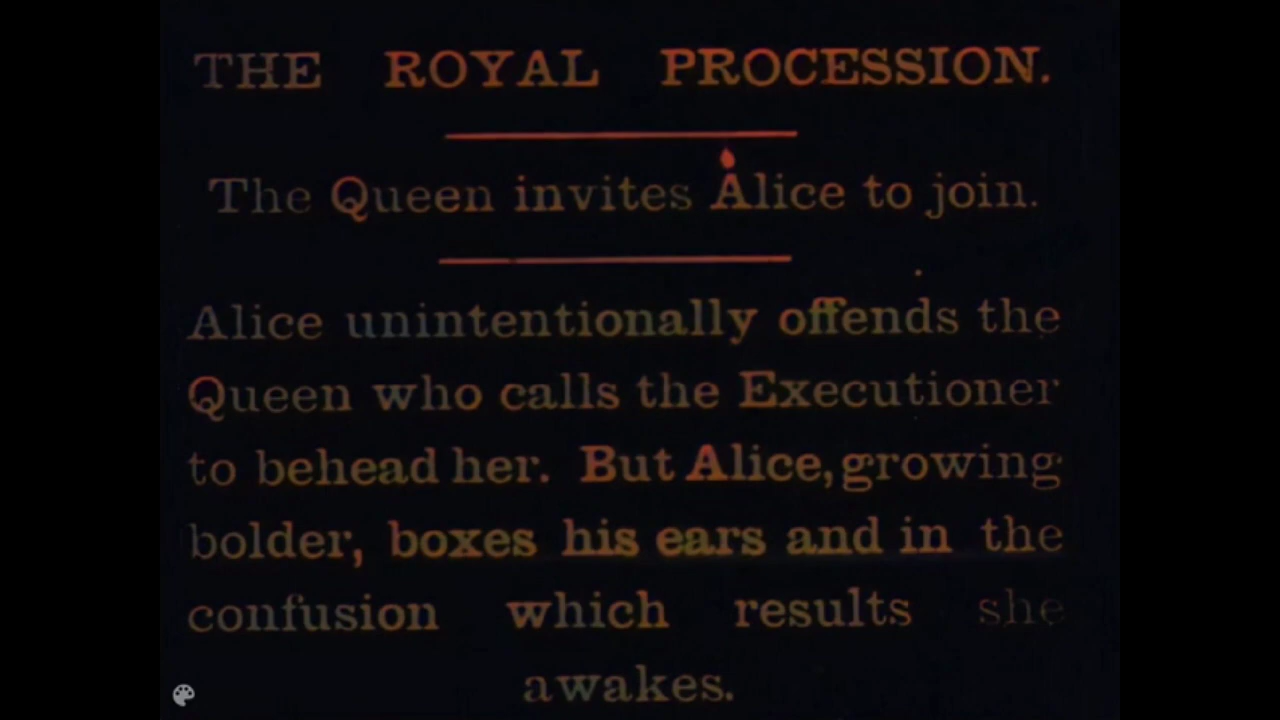 THE ROYAL PROCESSION.
The Queen invites Alice to join.
Alice unintentionally offends the
Queen who calls the Executioner
to behead her. But Alice, growing
bolder, boxes his ears and in the
confusion which results she
awakes.